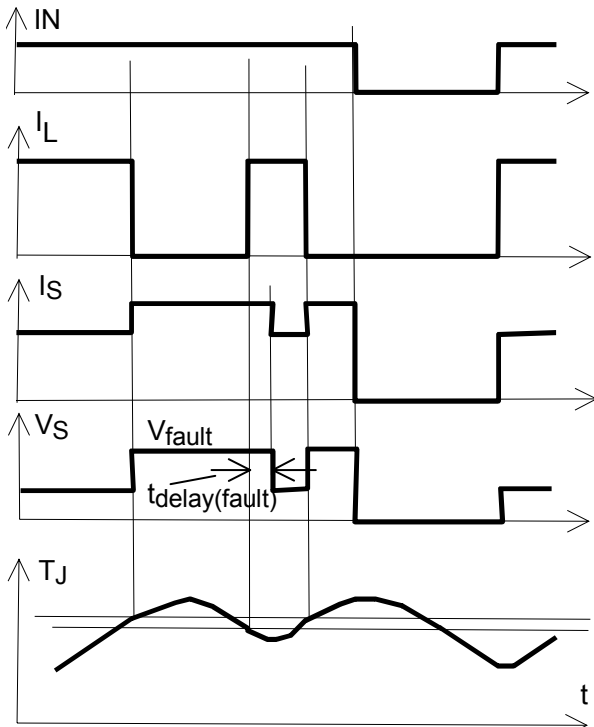 IN
I_L
I_S
V_S
V_fault
t_delay(fault)
T_J
t